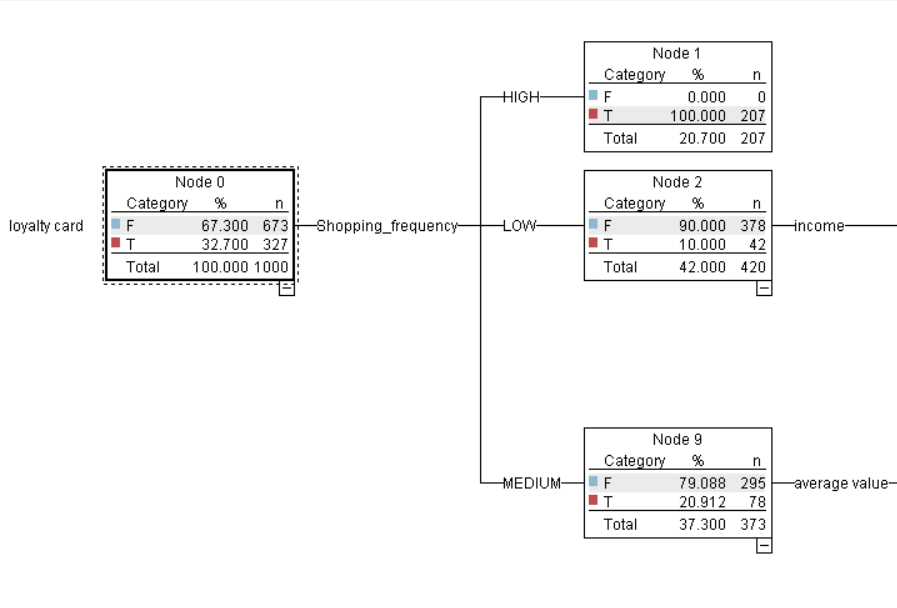 Node 1
Category % n
F 0.000 0
T 100.000 207
Total 20.700 207
HIGH
Node 0
Category % n
F 67.300 673
T 32.700 327
Total 100.000 1000
loyalty card
Shopping_frequency
LOW
Node 2
Category % n
F 90.000 378
T 10.000 42
Total 42.000 420
income
MEDIUM
Node 9
Category % n
F 79.088 295
T 20.912 78
Total 37.300 373
average value